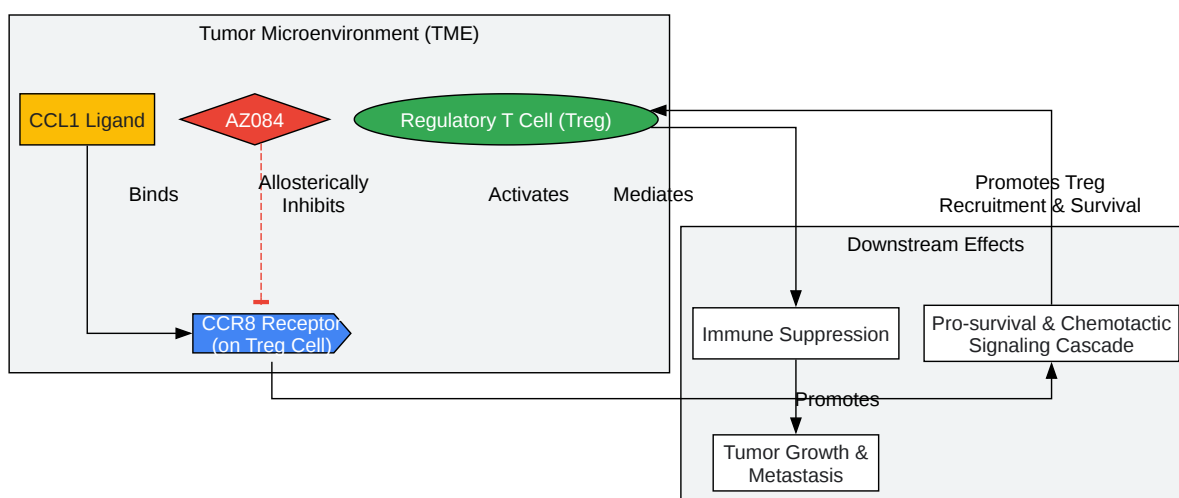 Tumor Microenvironment (TME)
CCL1 Ligand
AZ084
Regulatory T Cell (Treg)
Binds
Allosterically
Inhibits
Activates
Mediates
Promotes Treg
Recruitment & Survival
Downstream Effects
CCR8 Receptor
(on Treg Cell)
Immune Suppression
Pro-survival & Chemotactic
Signaling Cascade
Promotes
Tumor Growth &
Metastasis